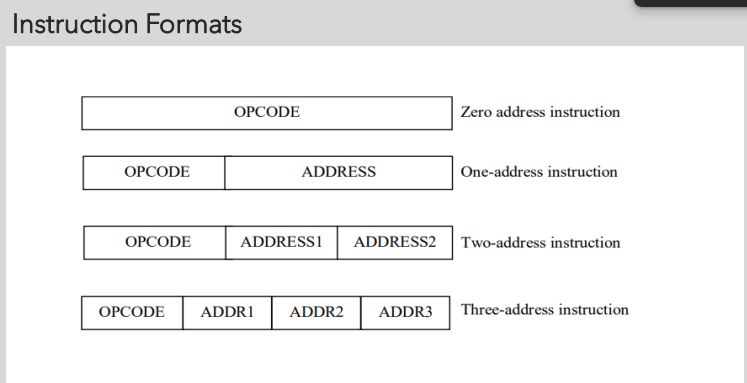 Instruction Formats
OPCODE Zero address instruction
OPCODE ADDRESS One-address instruction
OPCODE ADDRESS1 ADDRESS2 Two-address instruction
OPCODE ADDR1 ADDR2 ADDR3 Three-address instruction